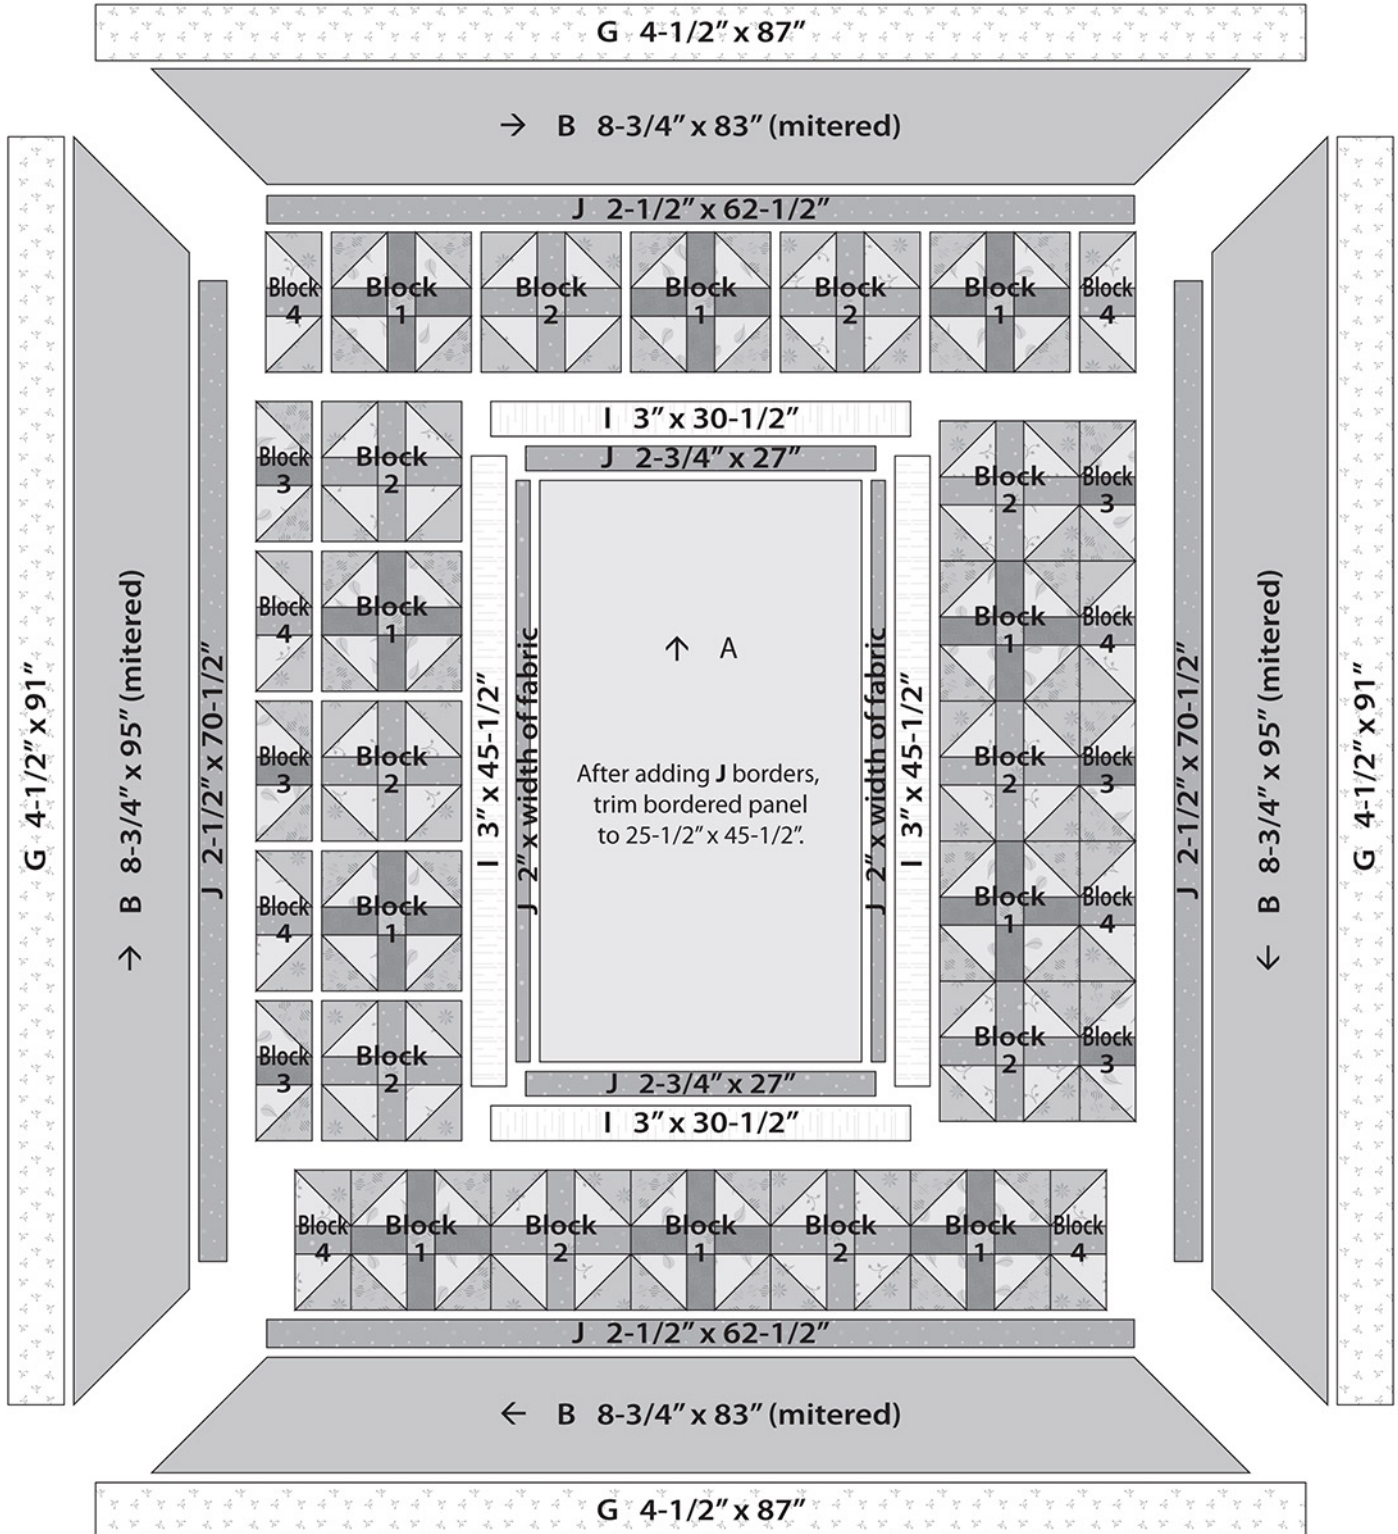 G 4-1/2” x 87”
→ B 8-3/4” x 83” (mitered)
J 2-1/2” x 62-1/2”
Block 4
Block 1
Block 2
Block 1
Block 2
Block 1
Block 4
G 4-1/2” x 91”
→ B 8-3/4” x 95” (mitered)
J 2-1/2” x 70-1/2”
Block 3
Block 2
Block 4
Block 1
Block 3
Block 2
Block 4
Block 1
Block 3
Block 2
I 3” x 30-1/2”
J 2-3/4” x 27”
I 3” x 45-1/2”
J 2” x width of fabric
↑ A
After adding J borders,
trim bordered panel
to 25-1/2” x 45-1/2”.
J 2” x width of fabric
I 3” x 45-1/2”
J 2-3/4” x 27”
I 3” x 30-1/2”
Block 2
Block 3
Block 1
Block 4
Block 2
Block 3
Block 1
Block 4
Block 2
Block 3
J 2-1/2” x 70-1/2”
← B 8-3/4” x 95” (mitered)
G 4-1/2” x 91”
Block 4
Block 1
Block 2
Block 1
Block 2
Block 1
Block 4
J 2-1/2” x 62-1/2”
← B 8-3/4” x 83” (mitered)
G 4-1/2” x 87”